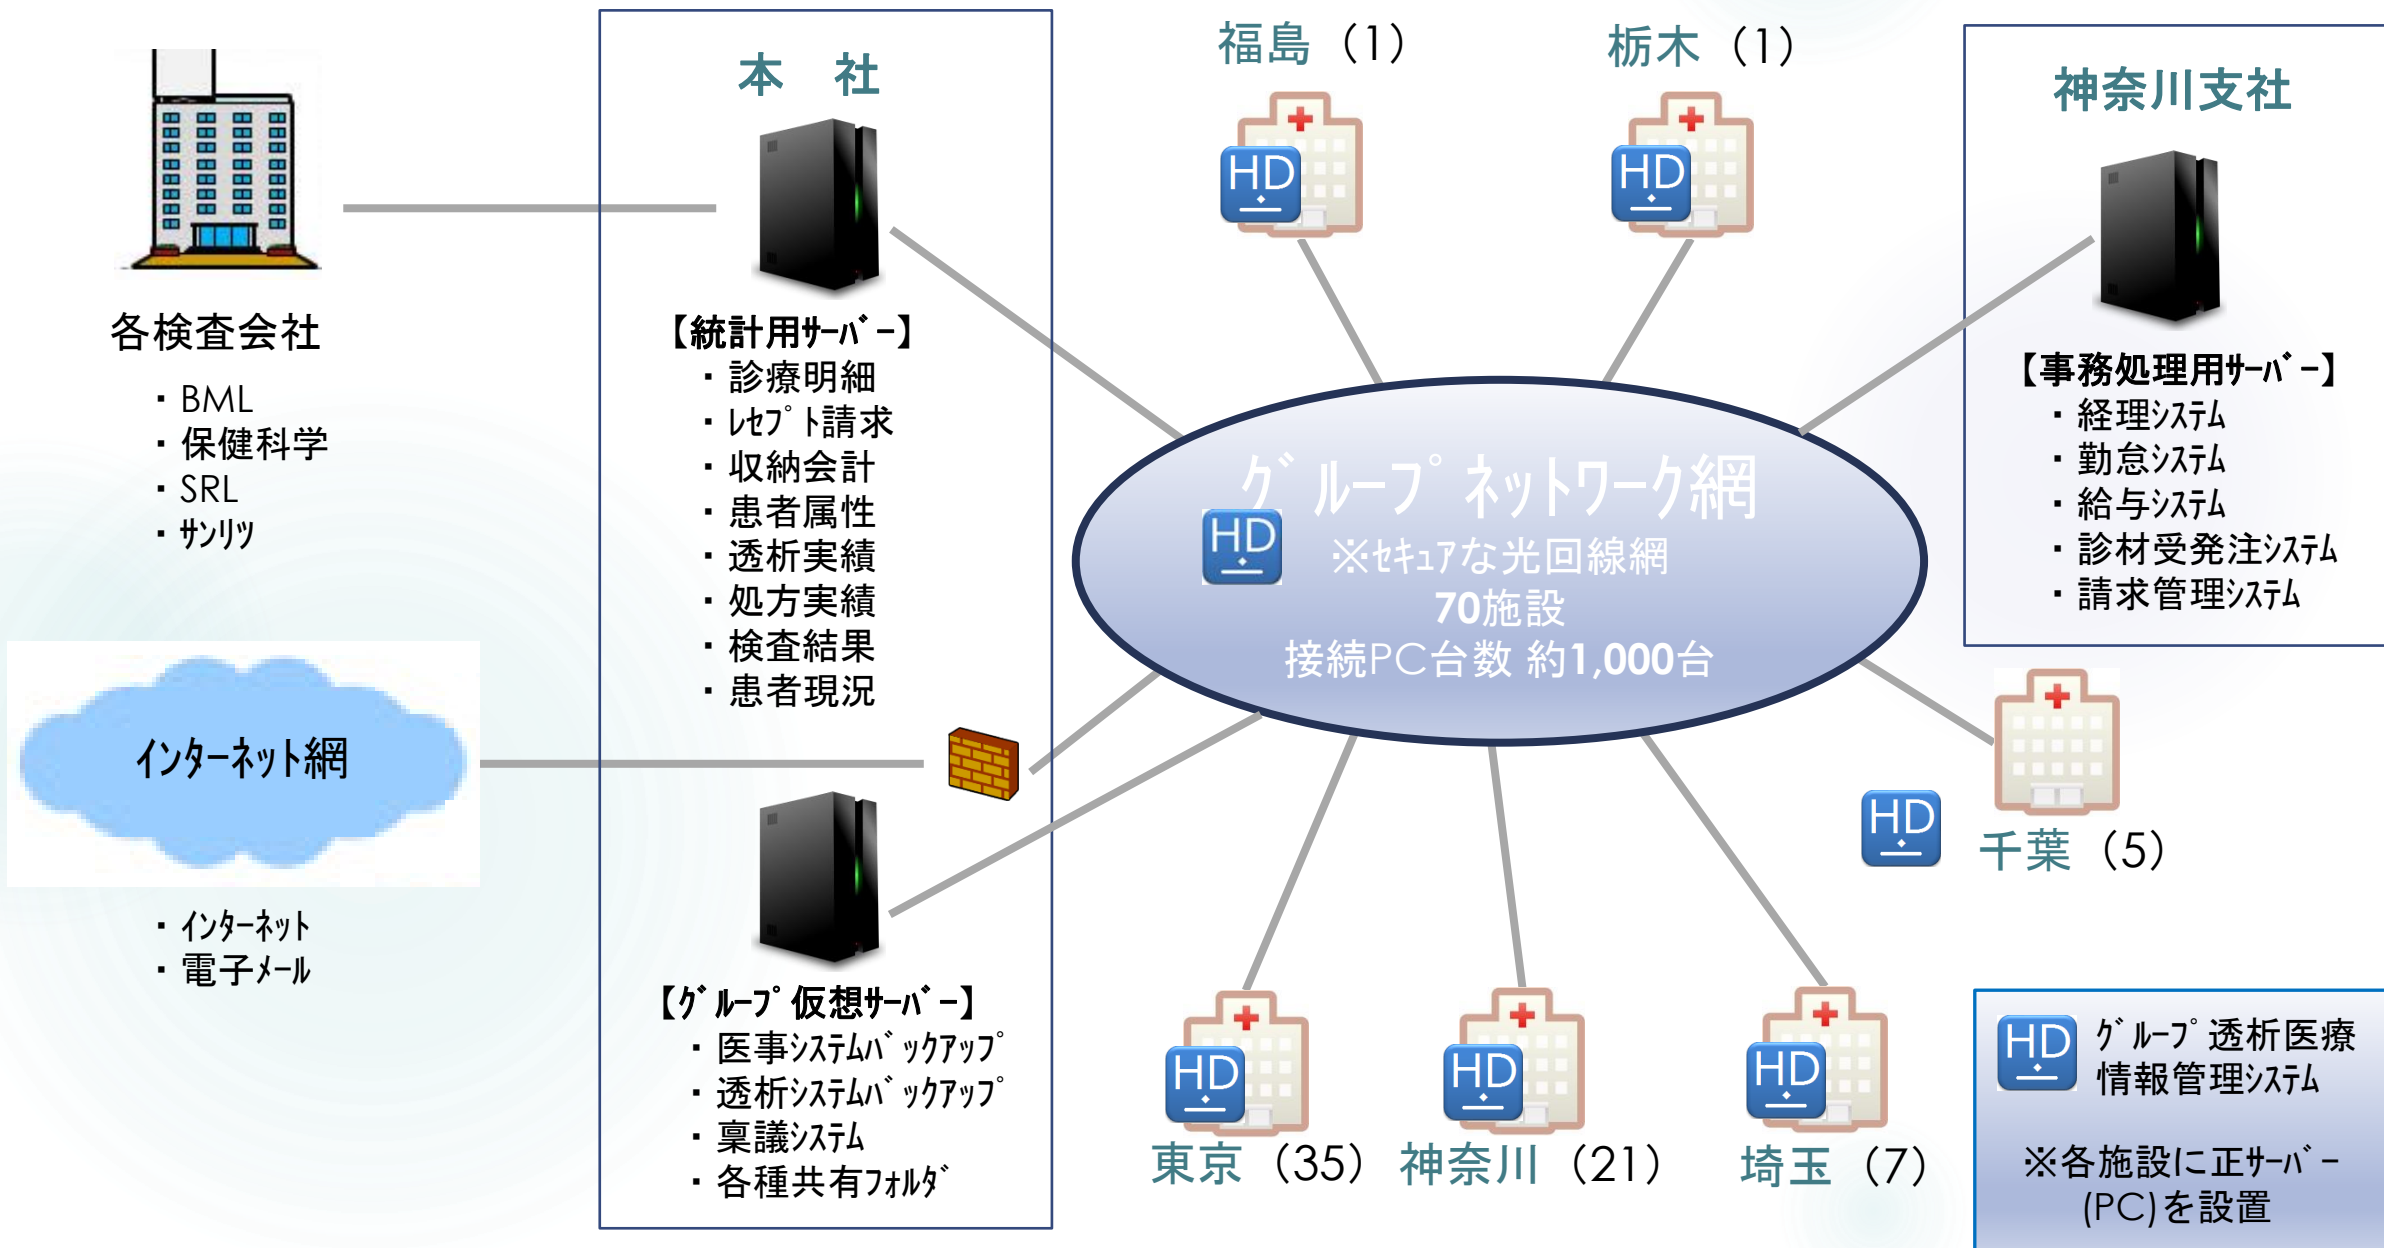 各検査会社
・BML
・保健科学
・SRL
・ｻﾝﾘﾂ
ｲﾝﾀｰﾈｯﾄ網
・ｲﾝﾀｰﾈｯﾄ
・電子ﾒｰﾙ
本　社
【統計用ｻｰﾊﾞｰ】
・診療明細
・ﾚｾﾌﾟﾄ請求
・収納会計
・患者属性
・透析実績
・処方実績
・検査結果
・患者現況
【ｸﾞﾙｰﾌﾟ仮想ｻｰﾊﾞｰ】
・医事ｼｽﾃﾑﾊﾞｯｸｱｯﾌﾟ
・透析ｼｽﾃﾑﾊﾞｯｸｱｯﾌﾟ
・稟議ｼｽﾃﾑ
・各種共有ﾌｫﾙﾀﾞ
福島（1）
HD
栃木（1）
HD
ｸﾞﾙｰﾌﾟﾈｯﾄﾜｰｸ網
HD
※ｾｷｭｱな光回線網
70施設
接続PC台数 約1,000台
神奈川支社
【事務処理用ｻｰﾊﾞｰ】
・経理ｼｽﾃﾑ
・勤怠ｼｽﾃﾑ
・給与ｼｽﾃﾑ
・診材受発注ｼｽﾃﾑ
・請求管理ｼｽﾃﾑ
HD
千葉（5）
HD
東京（35）
HD
神奈川（21）
HD
埼玉（7）
HD
ｸﾞﾙｰﾌﾟ透析医療
情報管理ｼｽﾃﾑ
※各施設に正ｻｰﾊﾞｰ
(PC)を設置